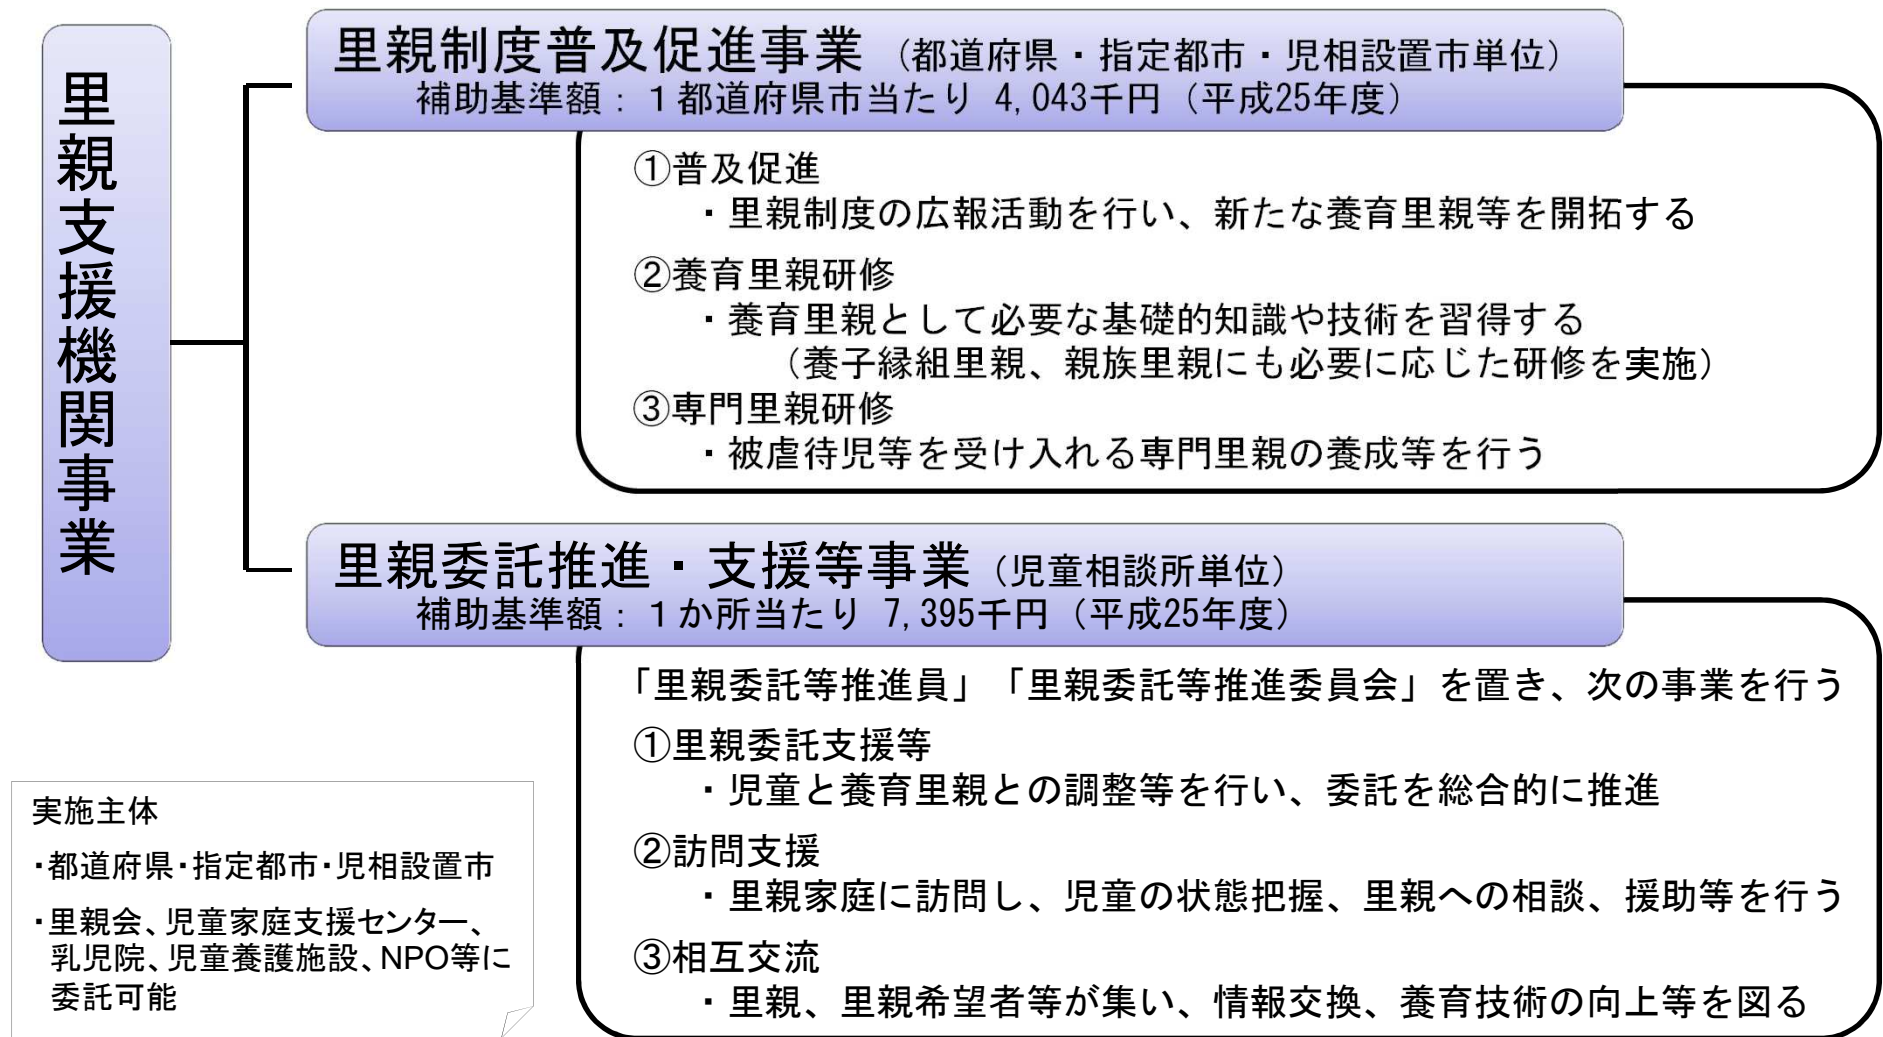 里親支援機関事業
里親制度普及促進事業 （都道府県・指定都市・児相設置市単位）
補助基準額：１都道府県市当たり 4,043千円（平成25年度）
①普及促進
・里親制度の広報活動を行い、新たな養育里親等を開拓する
②養育里親研修
・養育里親として必要な基礎的知識や技術を習得する
（養子縁組里親、親族里親にも必要に応じた研修を実施）
③専門里親研修
・被虐待児等を受け入れる専門里親の養成等を行う
里親委託推進・支援等事業（児童相談所単位）
補助基準額：１か所当たり 7,395千円（平成25年度）
「里親委託等推進員」「里親委託等推進委員会」を置き、次の事業を行う
①里親委託支援等
・児童と養育里親との調整等を行い、委託を総合的に推進
②訪問支援
・里親家庭に訪問し、児童の状態把握、里親への相談、援助等を行う
③相互交流
・里親、里親希望者等が集い、情報交換、養育技術の向上等を図る
実施主体
・都道府県・指定都市・児相設置市
・里親会、児童家庭支援センター、
乳児院、児童養護施設、NPO等に
委託可能